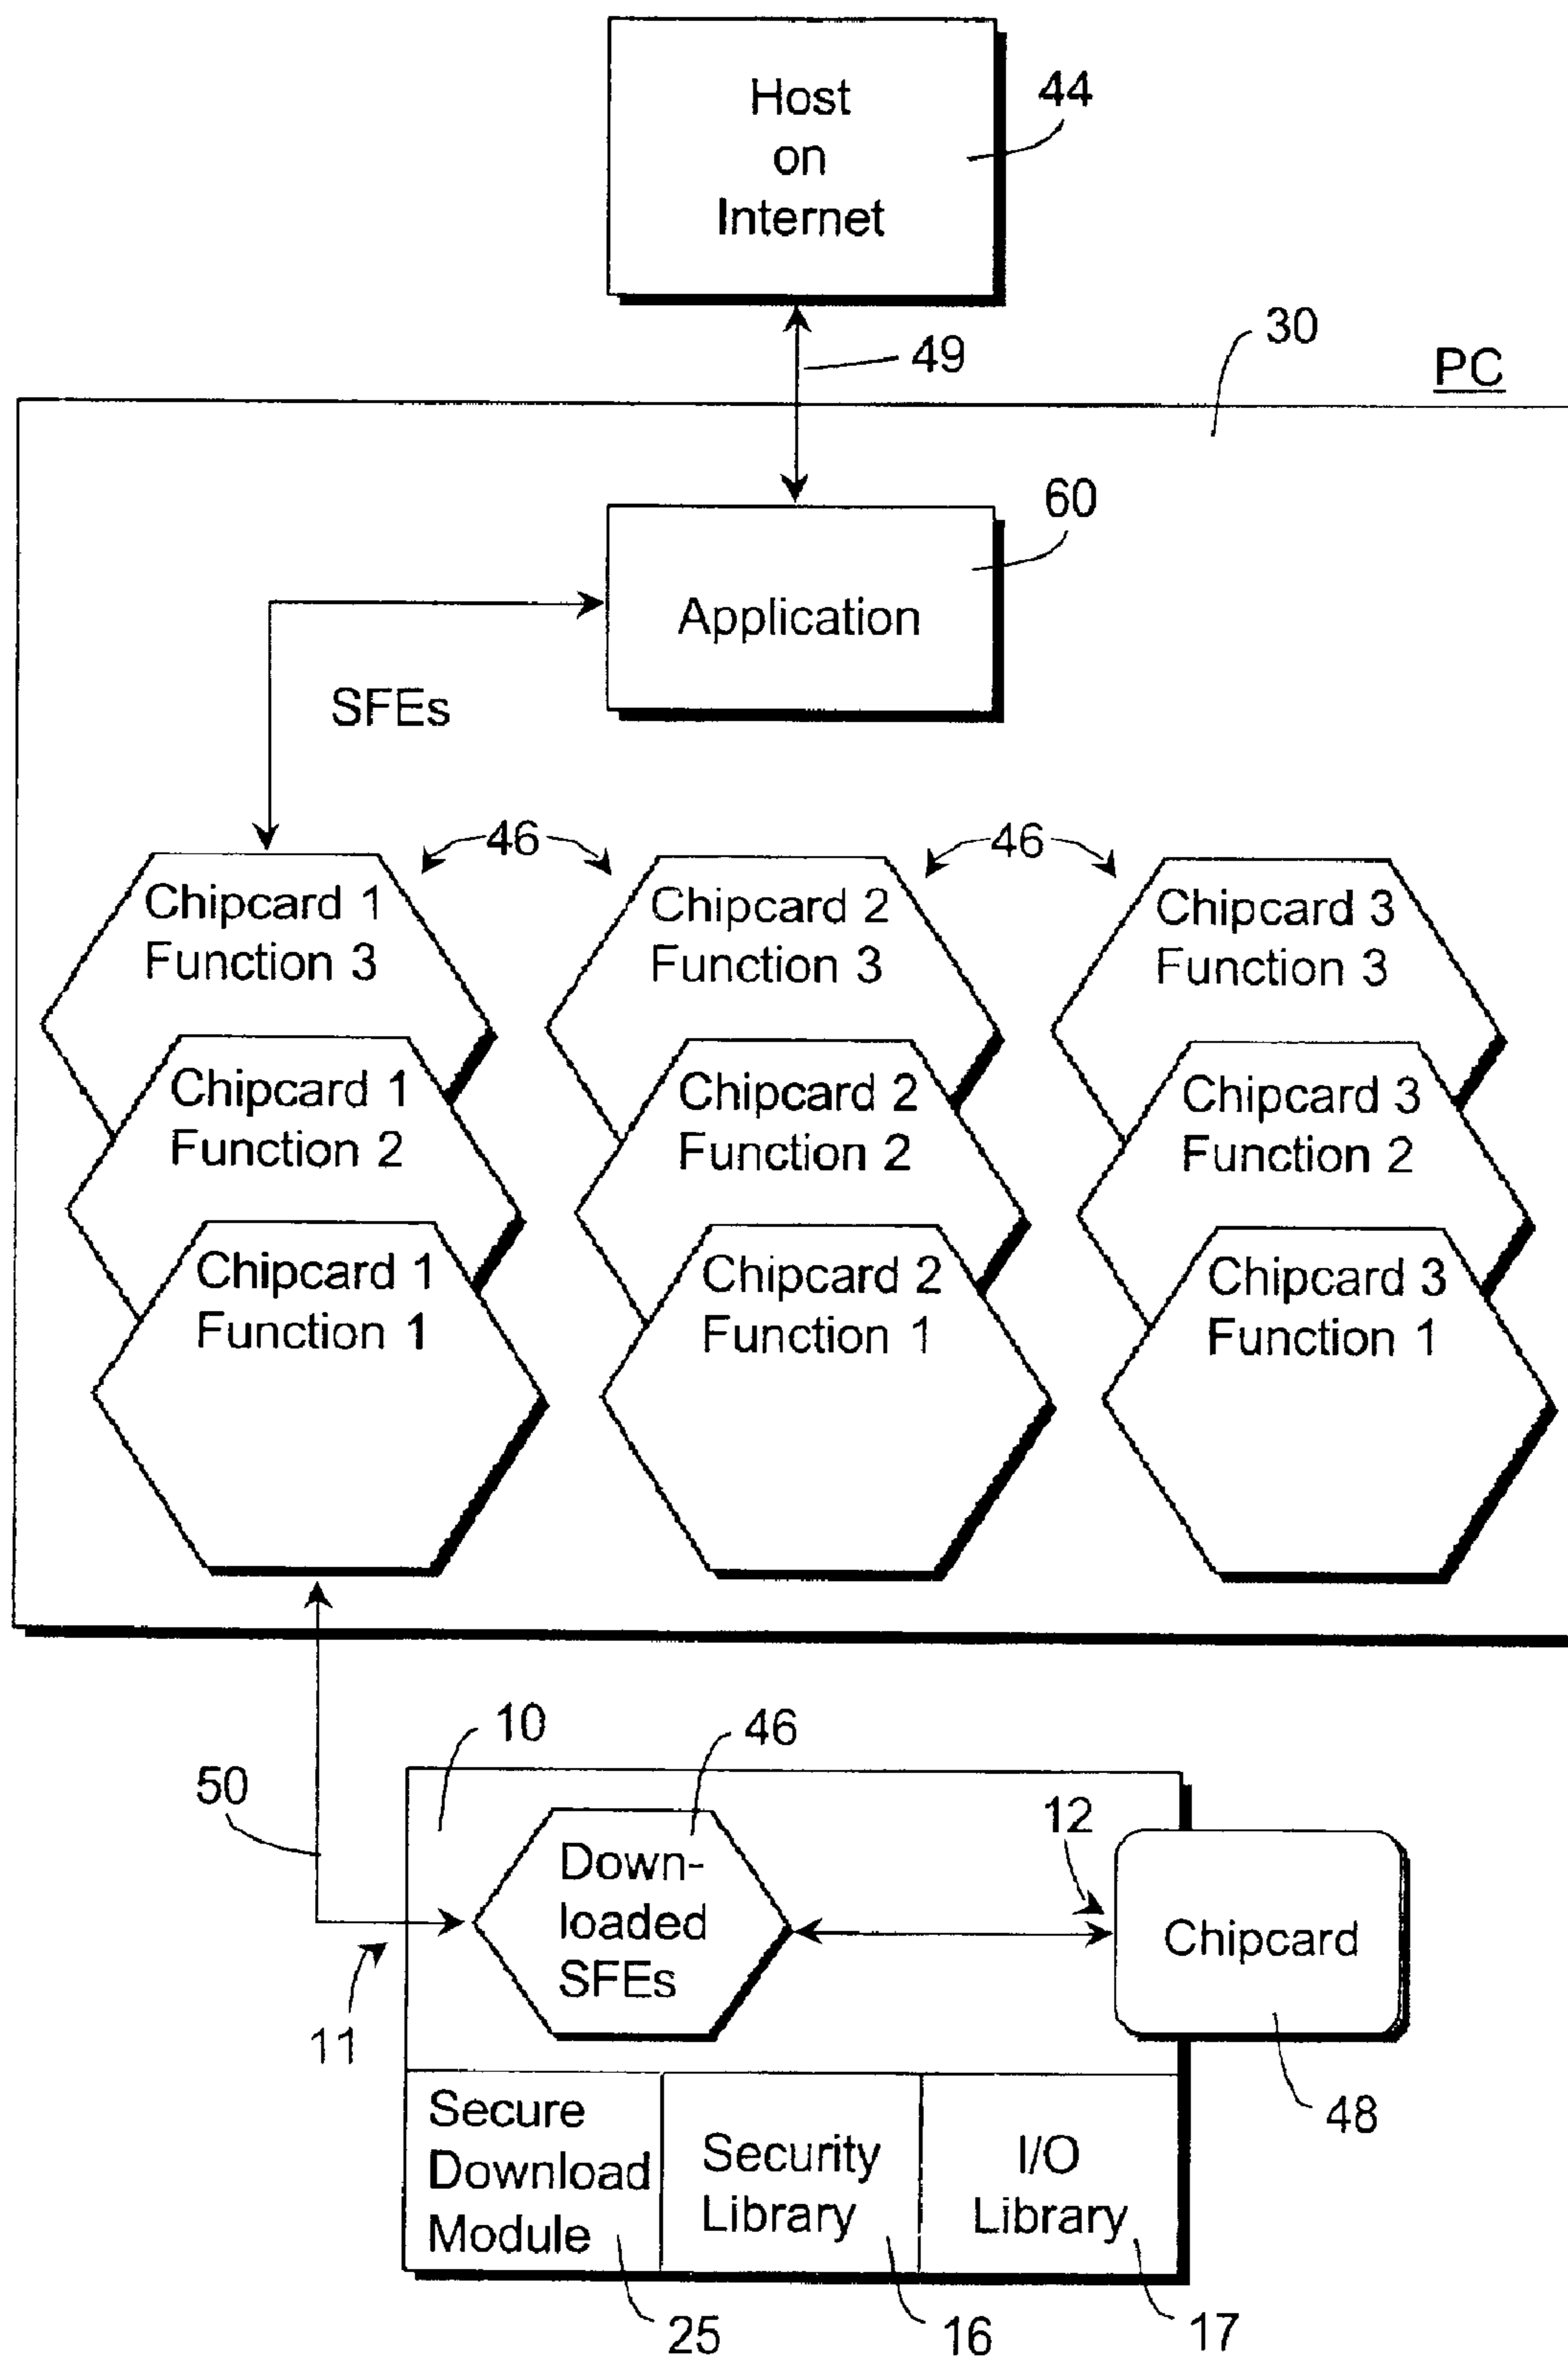 Host
on
Internet
44
49
30
PC
60
Application
SFEs
46
46
Chipcard 1
Function 3
Chipcard 2
Function 3
Chipcard 3
Function 3
Chipcard 1
Function 2
Chipcard 2
Function 2
Chipcard 3
Function 2
Chipcard 1
Function 1
Chipcard 2
Function 1
Chipcard 3
Function 1
10
46
50
12
Down-
loaded
SFEs
Chipcard
11
48
Secure
Download
Module
Security
Library
I/O
Library
25
16
17